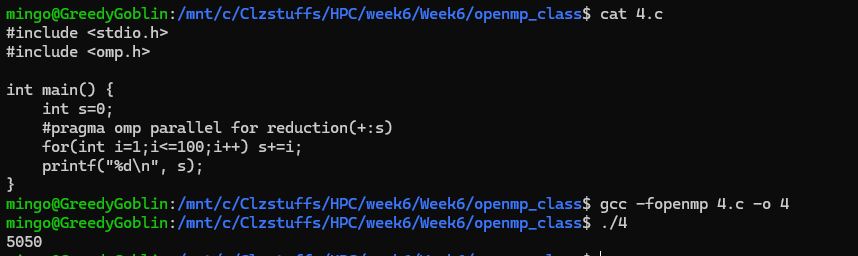 mingo@GreedyGoblin:/mnt/c/Clzstuffs/HPC/week6/Week6/openmp_class$ cat 4.c
#include <stdio.h>
#include <omp.h>

int main() {
    int s=0;
    #pragma omp parallel for reduction(+:s)
    for(int i=1;i<=100;i++) s+=i;
    printf("%d\n", s);
}
mingo@GreedyGoblin:/mnt/c/Clzstuffs/HPC/week6/Week6/openmp_class$ gcc -fopenmp 4.c -o 4
mingo@GreedyGoblin:/mnt/c/Clzstuffs/HPC/week6/Week6/openmp_class$ ./4
5050